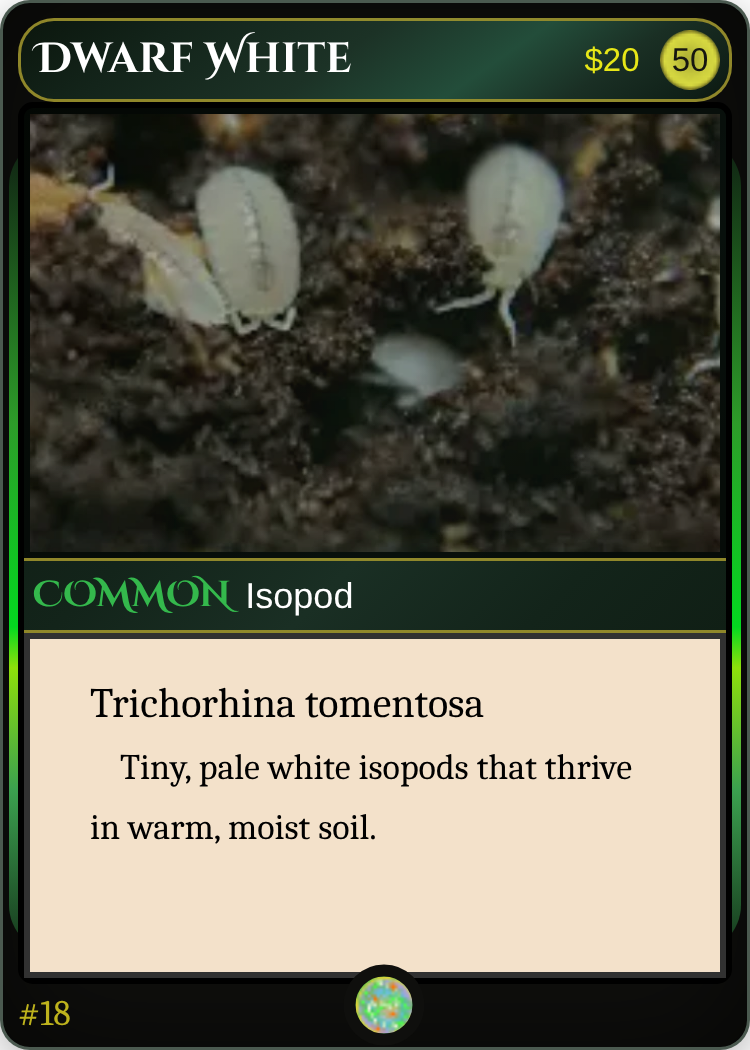 Dwarf White $20 50
Common Isopod
Trichorhina tomentosa
Tiny, pale white isopods that thrive
in warm, moist soil.
#18